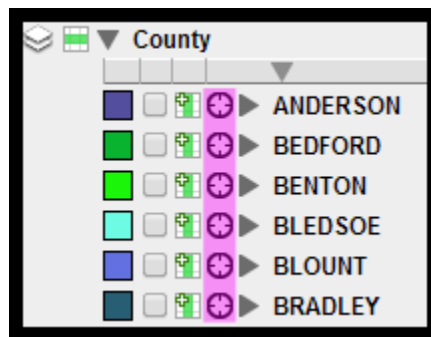 County
ANDERSON
BEDFORD
BENTON
BLEDSOE
BLOUNT
BRADLEY